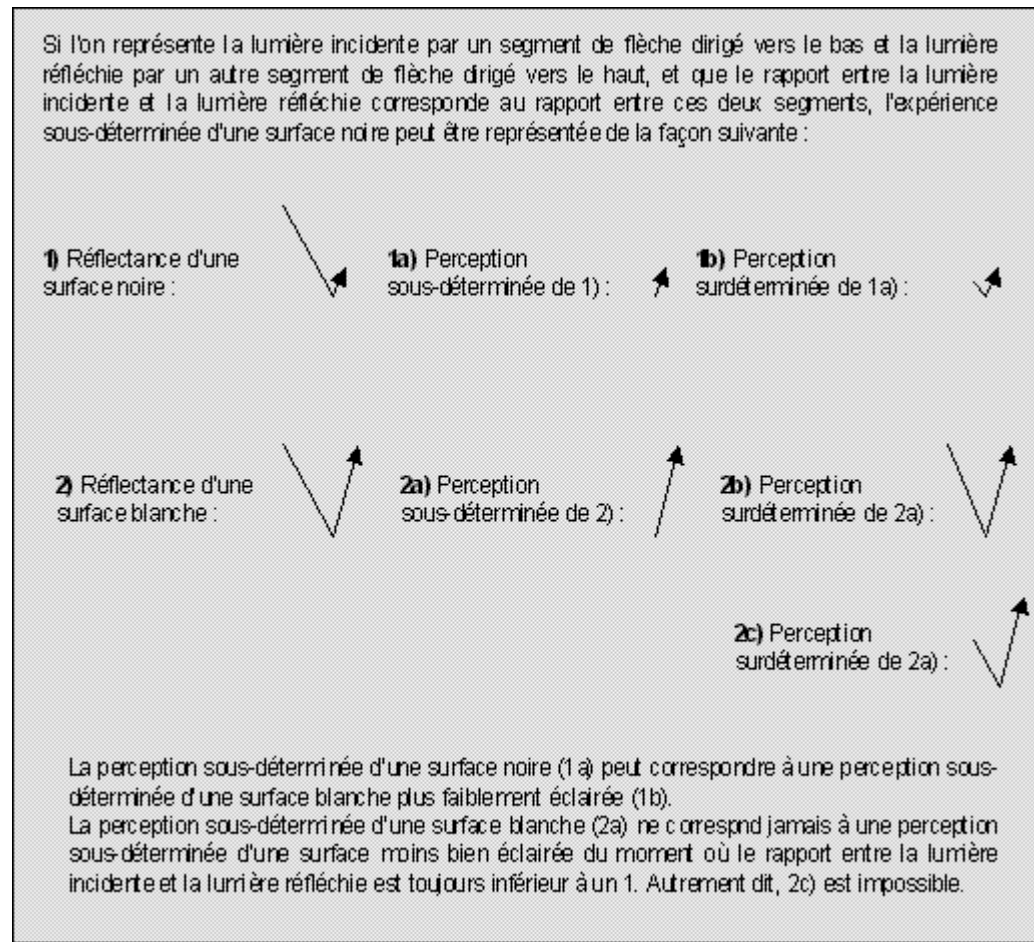 Si l'on représente la lumière incidente par un segment de flèche dirigé vers le bas et la lumière
réfléchie par un autre segment de flèche dirigé vers le haut, et que le rapport entre la lumière
incidente et la lumière réfléchie corresponde au rapport entre ces deux segments, l'expérience
sous-déterminée d'une surface noire peut être représentée de la façon suivante :
1) Réflectance d'une
surface noire :
1a) Perception
sous-déterminée de 1) :
1b) Perception
surdéterminée de 1a) :
2) Réflectance d'une
surface blanche :
2a) Perception
sous-déterminée de 2) :
2b) Perception
surdéterminée de 2a) :
2c) Perception
surdéterminée de 2a) :
La perception sous-déterminée d'une surface noire (1a) peut correspondre à une perception sous-
déterminée d'une surface blanche plus faiblement éclairée (1b).
La perception sous-déterminée d'une surface blanche (2a) ne correspnd jamais à une perception
sous-déterminée d'une surface moins bien éclairée du moment où le rapport entre la lumière
incidente et la lumière réfléchie est toujours inférieur à un 1. Autrement dit, 2c) est impossible.